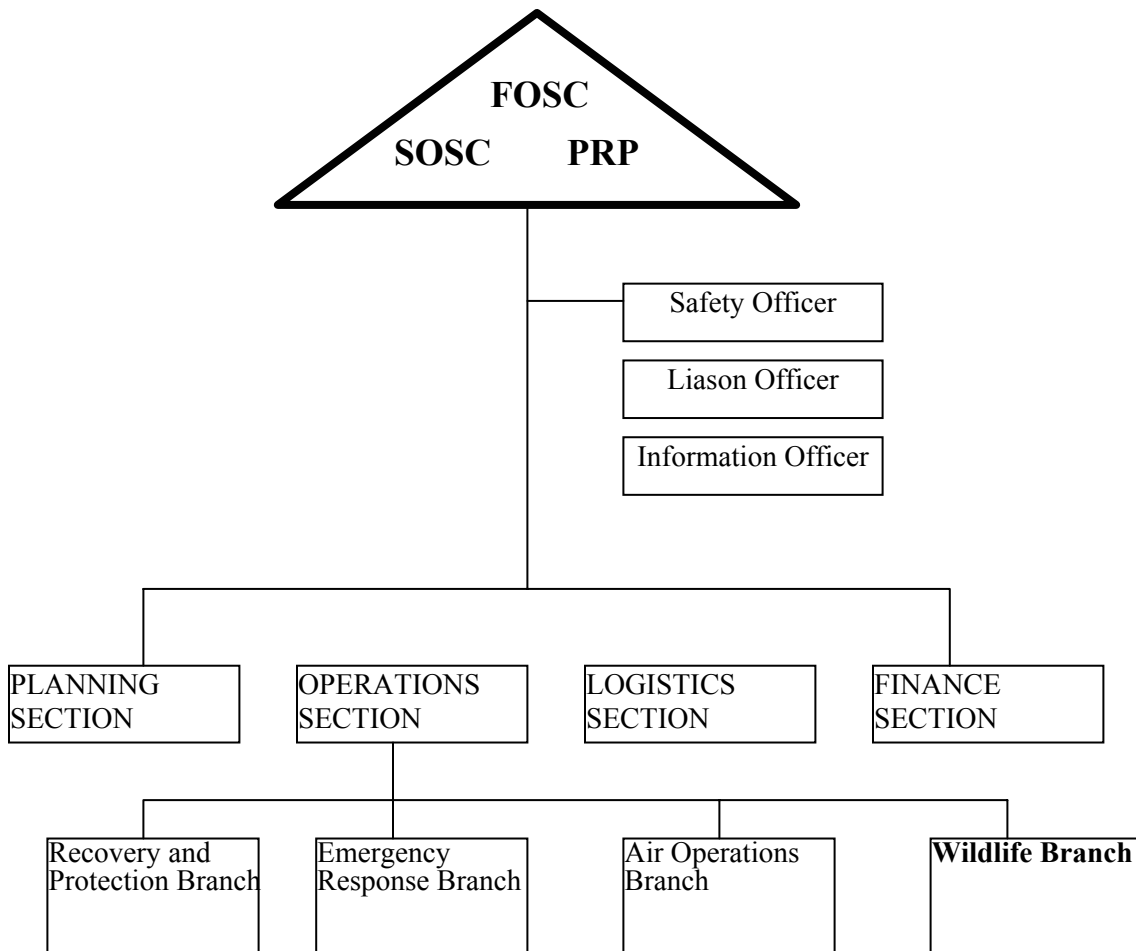 FOSC
SOSC PRP
Safety Officer
Liason Officer
Information Officer
PLANNING
SECTION
OPERATIONS
SECTION
LOGISTICS
SECTION
FINANCE
SECTION
Recovery and
Protection Branch
Emergency
Response Branch
Air Operations
Branch
Wildlife Branch